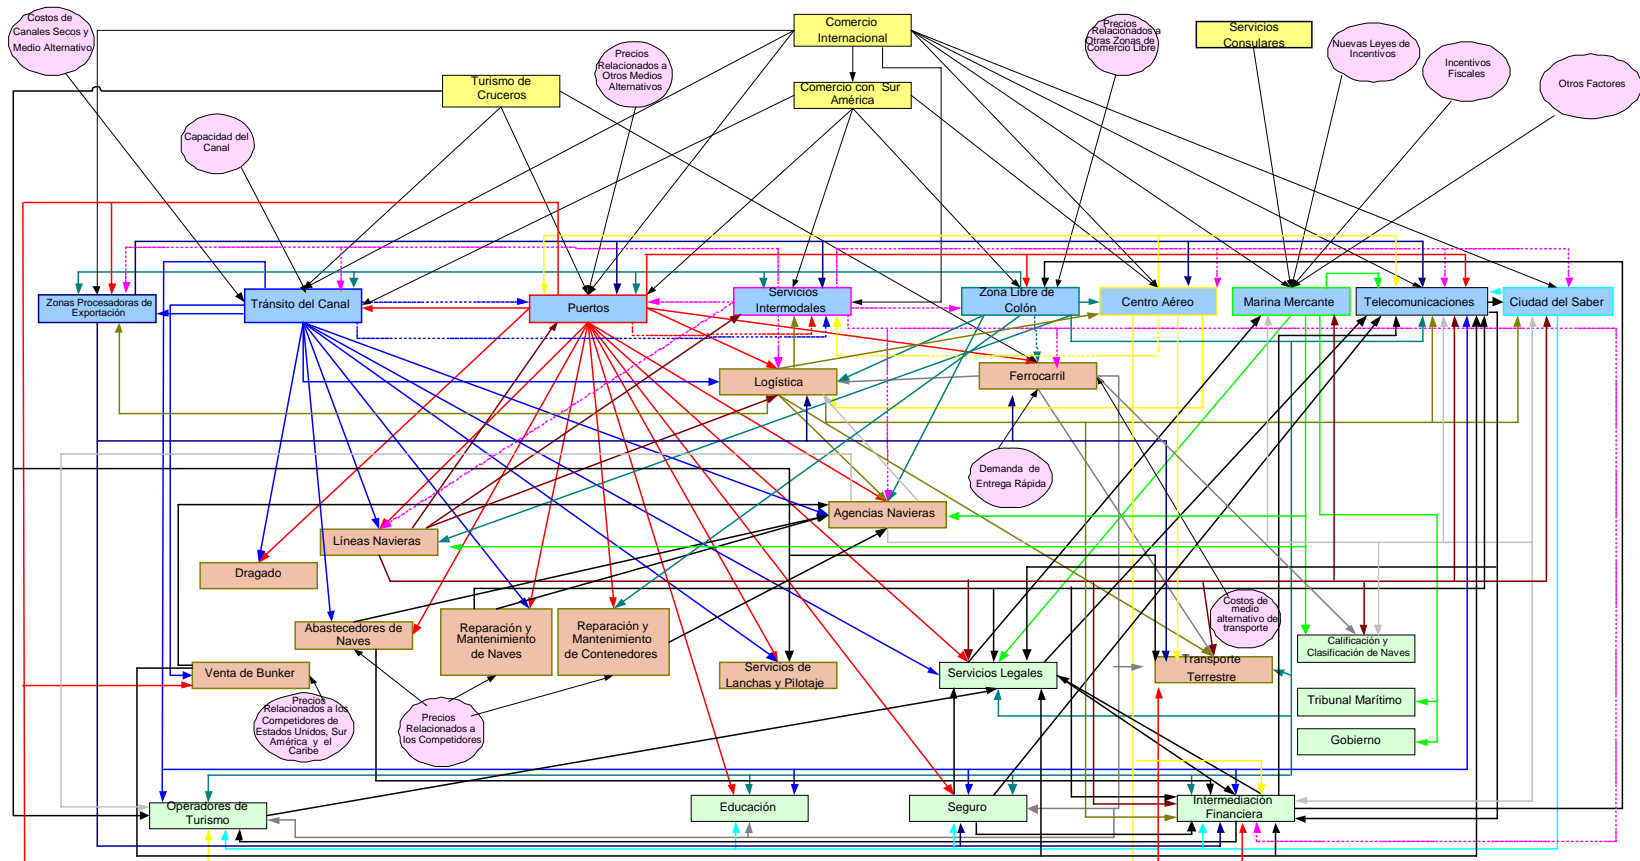 Costos de
Canales Secos y
Medio Alternativo
Comercio
Internacional
Precios
Relacionados a
Otras Zonas de
Comercio Libre
Servicios
Consulares
Nuevas Leyes de
Incentivos
Incentivos
Fiscales
Otros Factores
Precios
Relacionados a
Otros Medios
Alternativos
Turismo de
Cruceros
Comercio con Sur
América
Capacidad del
Canal
Zonas Procesadoras de
Exportación
Tránsito del Canal
Puertos
Servicios
Intermodales
Zona Libre de
Colón
Centro Aéreo
Marina Mercante
Telecomunicaciones
Ciudad del Saber
Logística
Ferrocarril
Demanda de
Entrega Rápida
Agencias Navieras
Líneas Navieras
Dragado
Abastecedores de
Naves
Reparación y
Mantenimiento
de Naves
Reparación y
Mantenimiento
de Contenedores
Costos de
medio
alternativo de
transporte
Calificación y
Clasificación de Naves
Venta de Bunker
Servicios de
Lanchas y Pilotaje
Servicios Legales
Transporte
Terrestre
Tribunal Marítimo
Precios
Relacionados a los
Competidores de
Estados Unidos, Sur
América y el
Caribe
Precios
Relacionados a
los Competidores
Gobierno
Operadores de
Turismo
Educación
Seguro
Intermediación
Financiera